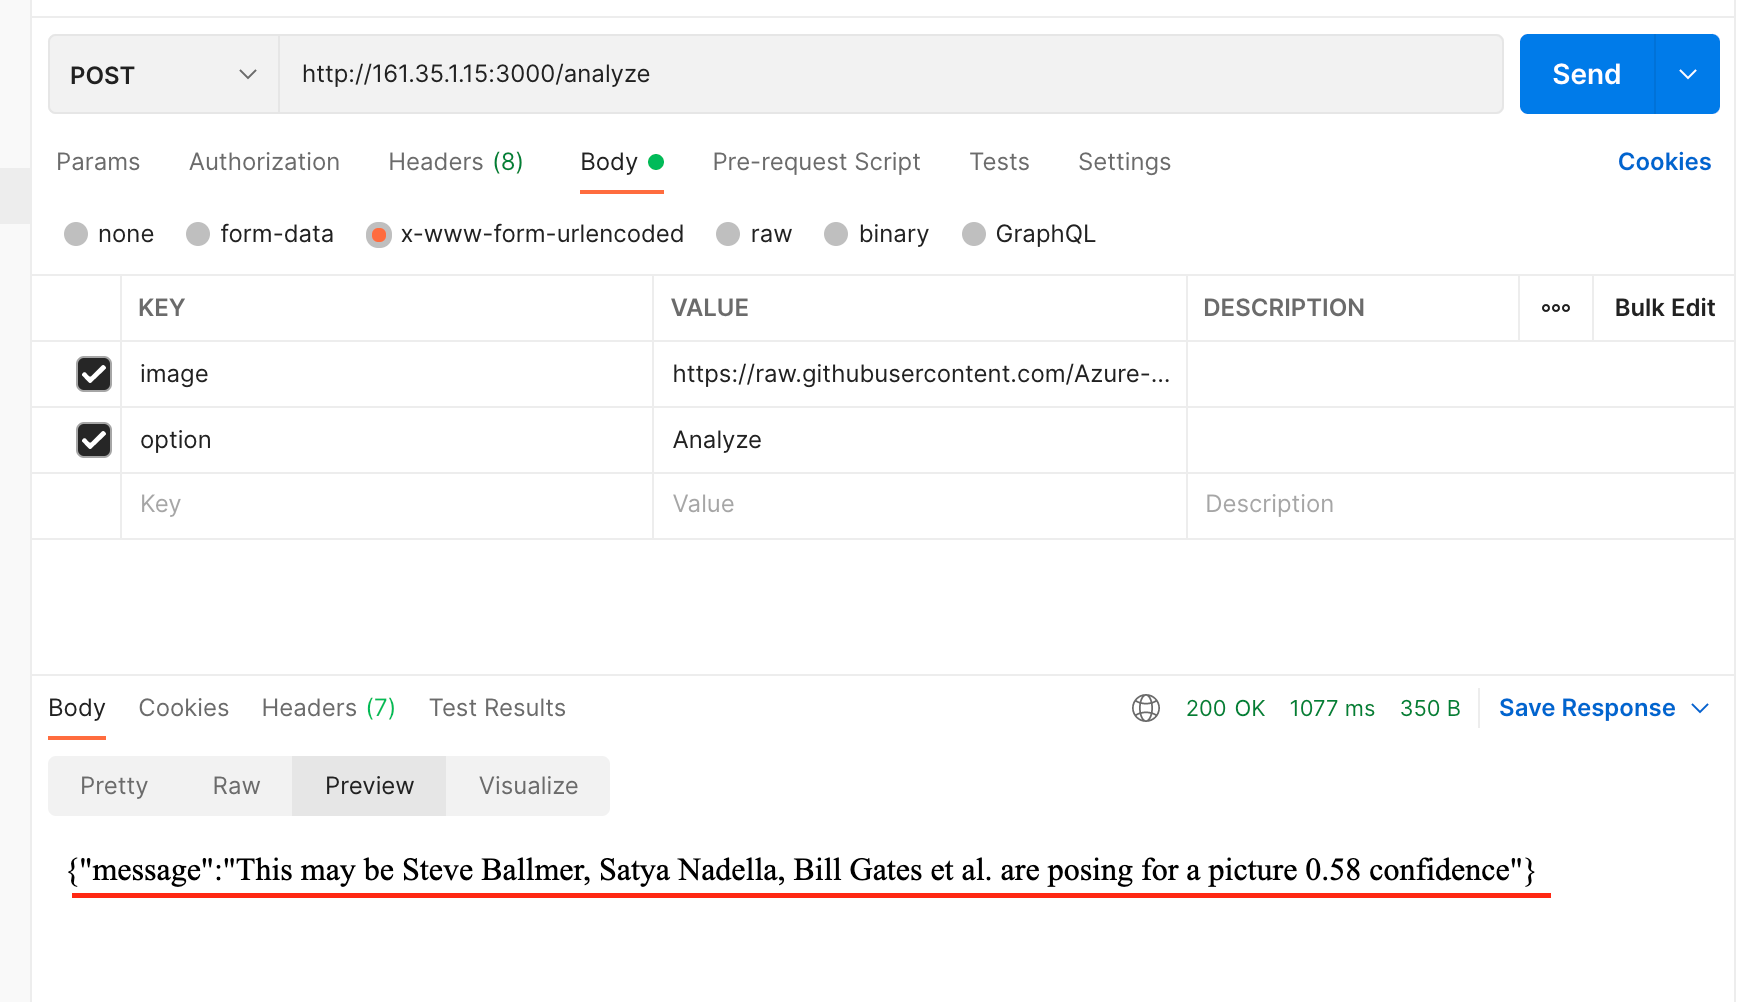 POST http://161.35.1.15:3000/analyze Send
Params Authorization Headers (8) Body Pre-request Script Tests Settings Cookies
none form-data x-www-form-urlencoded raw binary GraphQL
KEY VALUE DESCRIPTION ooo Bulk Edit
image https://raw.githubusercontent.com/Azure-...
option Analyze
Key Value Description
Body Cookies Headers (7) Test Results 200 OK 1077 ms 350 B Save Response
Pretty Raw Preview Visualize
{"message":"This may be Steve Ballmer, Satya Nadella, Bill Gates et al. are posing for a picture 0.58 confidence"}